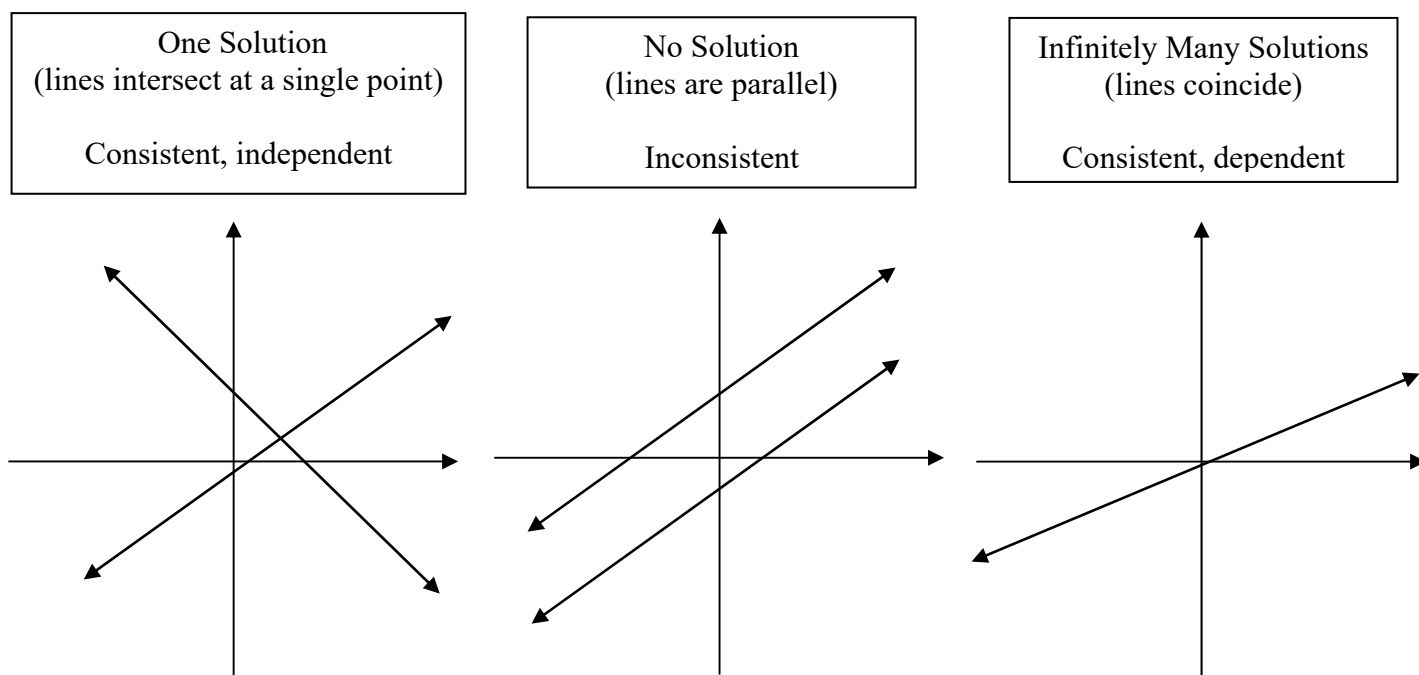 One Solution
(lines intersect at a single point)
Consistent, independent
No Solution
(lines are parallel)
Inconsistent
Infinitely Many Solutions
(lines coincide)
Consistent, dependent